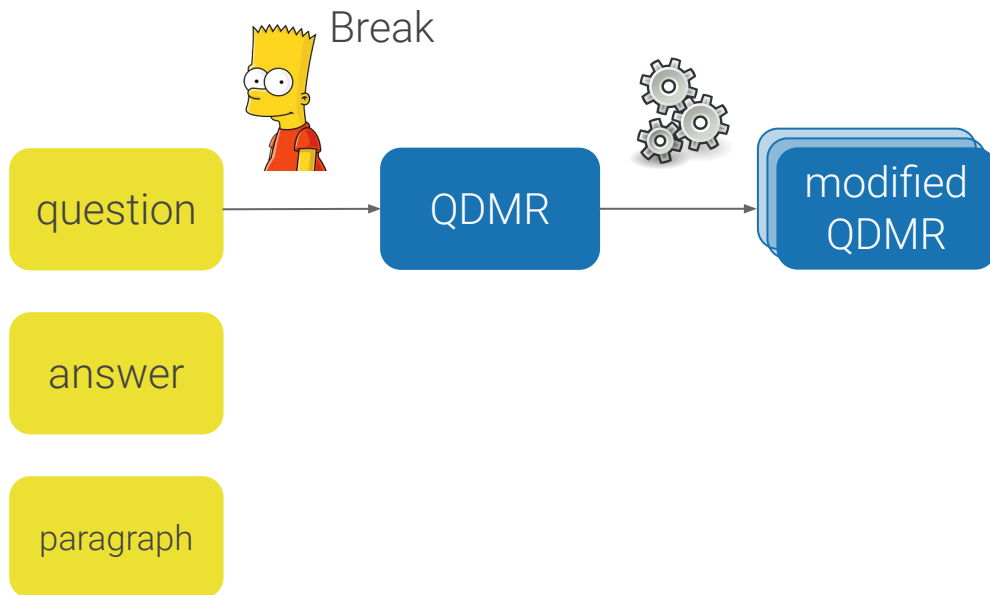 Break
question
QDMR
modified
QDMR
answer
paragraph